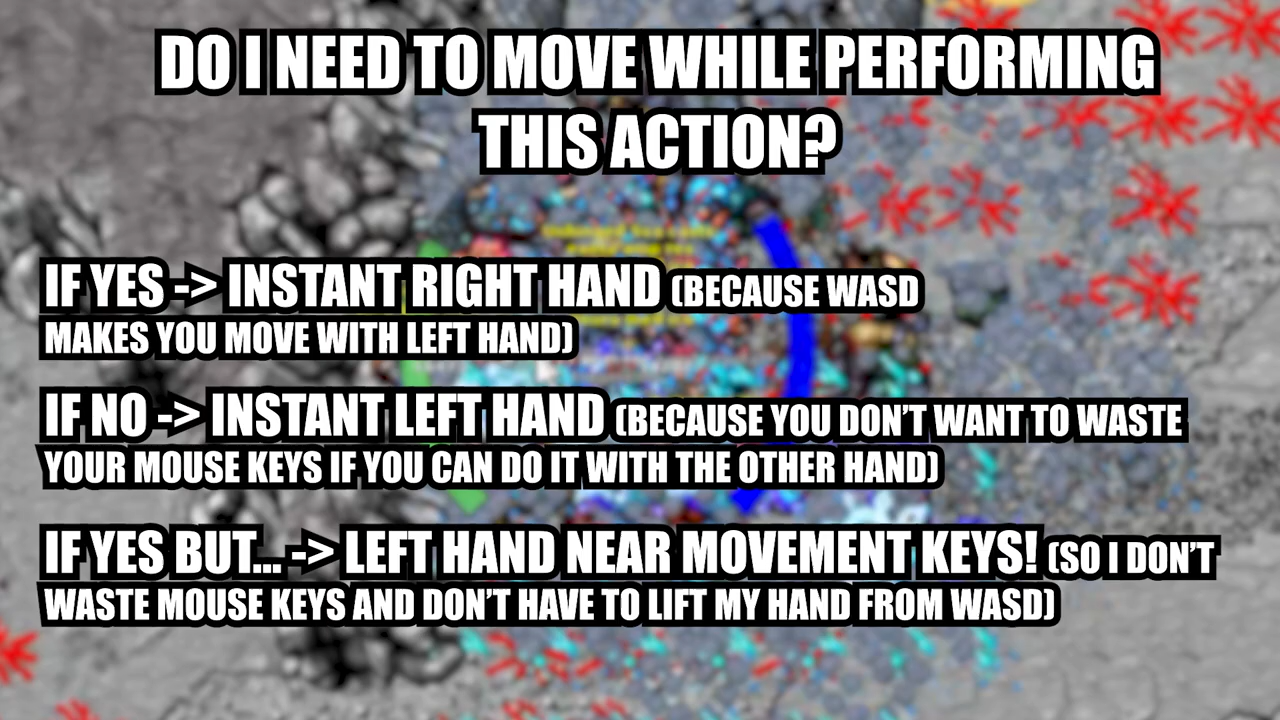 DO I NEED TO MOVE WHILE PERFORMING
THIS ACTION?
IF YES -> INSTANT RIGHT HAND (BECAUSE WASD
MAKES YOU MOVE WITH LEFT HAND)
IF NO -> INSTANT LEFT HAND (BECAUSE YOU DON'T WANT TO WASTE
YOUR MOUSE KEYS IF YOU CAN DO IT WITH THE OTHER HAND)
IF YES BUT... -> LEFT HAND NEAR MOVEMENT KEYS! (SO I DON'T
WASTE MOUSE KEYS AND DON'T HAVE TO LIFT MY HAND FROM WASD)